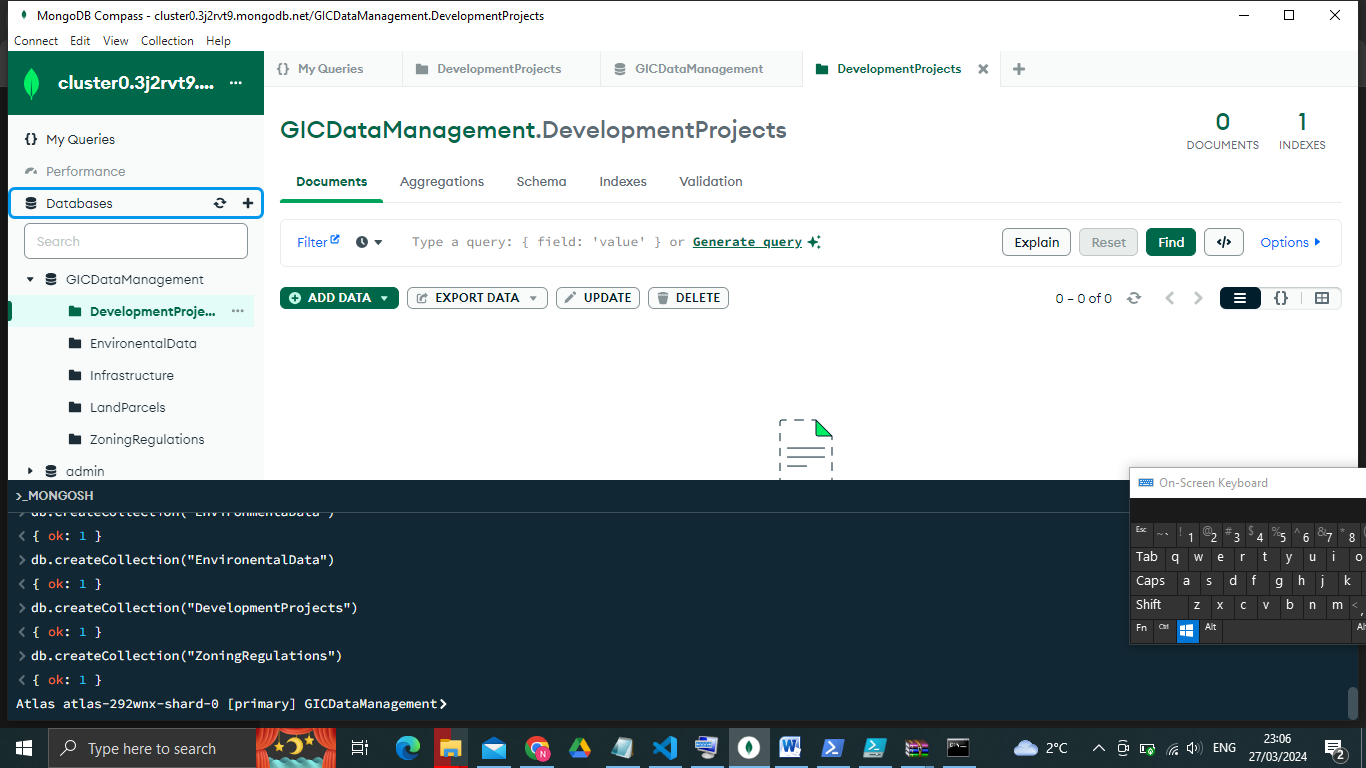 MongoDB Compass - cluster0.3j2rvt9.mongodb.net/GICDataManagement.DevelopmentProjects
Connect Edit View Collection Help
cluster0.3j2rvt9.... ...
My Queries
Performance
Databases
Search
GICDataManagement
DevelopmentProje... ...
EnvironentalData
Infrastructure
LandParcels
ZoningRegulations
admin
{} My Queries
DevelopmentProjects
GICDataManagement
DevelopmentProjects
GICDataManagement.DevelopmentProjects
0 DOCUMENTS
1 INDEXES
Documents Aggregations Schema Indexes Validation
Filter Type a query: { field: 'value' } or Generate query Explain Reset Find </> Options
ADD DATA EXPORT DATA UPDATE DELETE 0 – 0 of 0 {}
>_MONGOSH
db.createCollection("EnvironmentaData")
< { ok: 1 }
> db.createCollection("EnvironentalData")
< { ok: 1 }
> db.createCollection("DevelopmentProjects")
< { ok: 1 }
> db.createCollection("ZoningRegulations")
< { ok: 1 }
Atlas atlas-292wnx-shard-0 [primary] GICDataManagement>
On-Screen Keyboard
Esc ~ ` ! 1 @ 2 # 3 $ 4 % 5 ^ 6 & 7 * 8
Tab q w e r t y u i o
Caps a s d f g h j k
Shift z x c v b n m < ,
Fn Ctrl Alt
Type here to search
2°C
ENG
23:06
27/03/2024
2